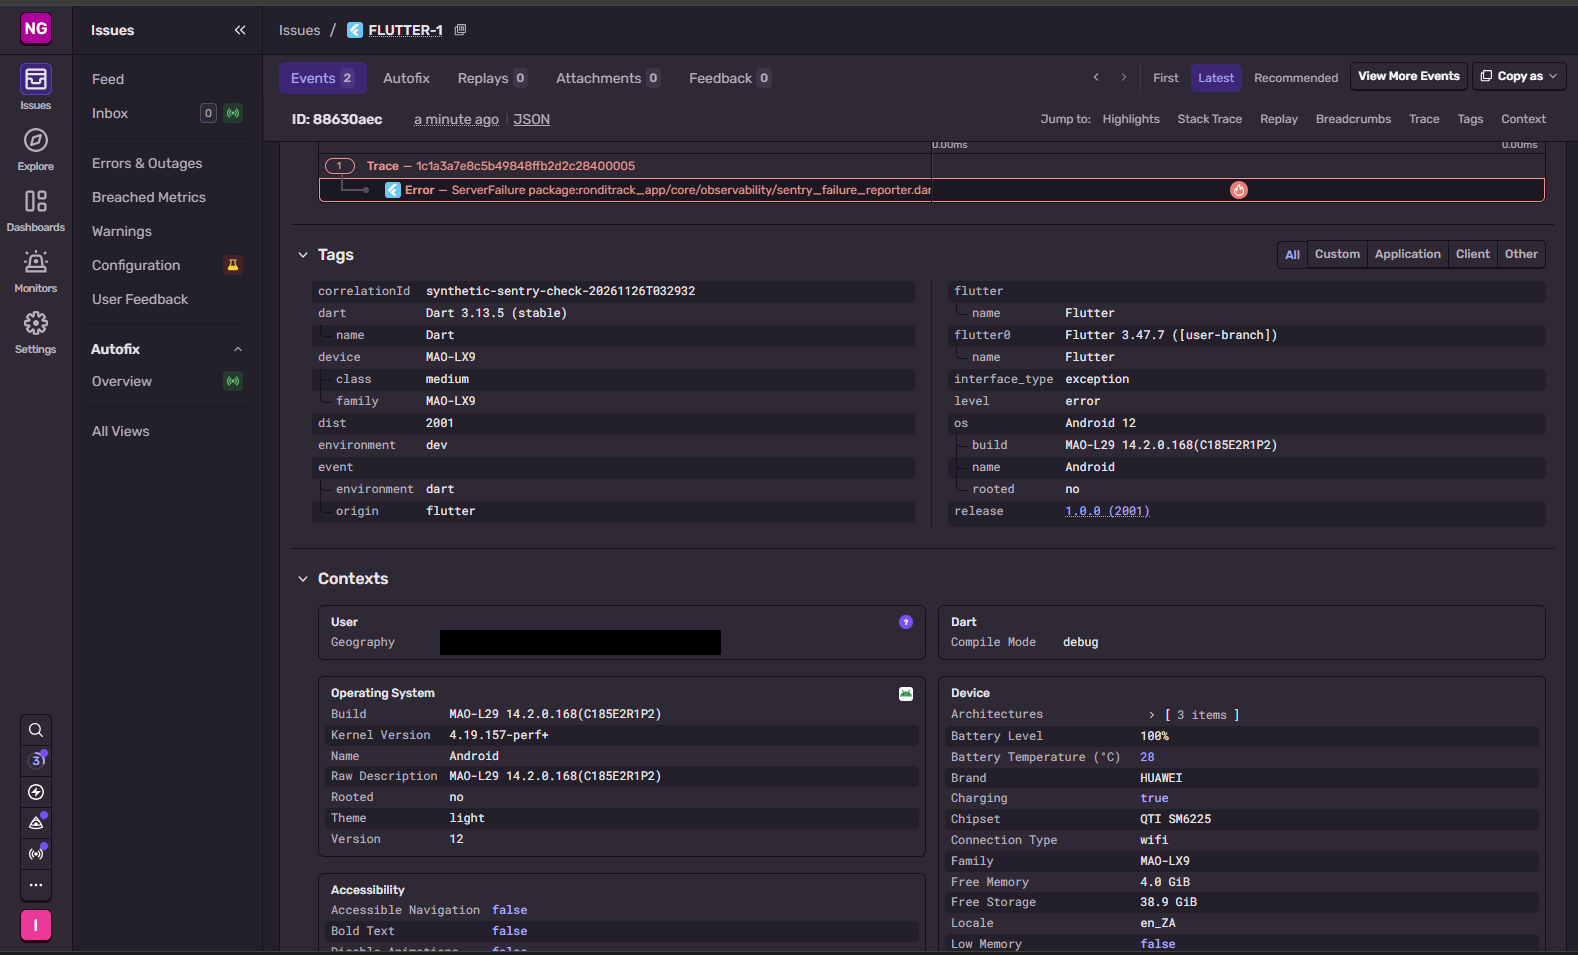 NG
Issues
Issues / FLUTTER-1
Feed
Inbox 0
Errors & Outages
Breached Metrics
Warnings
Configuration
User Feedback
Autofix
Overview
All Views
Issues
Explore
Dashboards
Monitors
Settings
3
I
Events 2 Autofix Replays 0 Attachments 0 Feedback 0
First Latest Recommended View More Events Copy as
ID: 88630aec a minute ago JSON
Jump to: Highlights Stack Trace Replay Breadcrumbs Trace Tags Context
0.00ms 0.00ms
1 Trace — 1c1a3a7e8c5b49848ffb2d2c28400005
Error — ServerFailure package:ronditrack_app/core/observability/sentry_failure_reporter.dar
Tags
All Custom Application Client Other
correlationId synthetic-sentry-check-20261126T032932
dart Dart 3.13.5 (stable)
name Dart
device MAO-LX9
class medium
family MAO-LX9
dist 2001
environment dev
event
environment dart
origin flutter
flutter
name Flutter
flutter0 Flutter 3.47.7 ([user-branch])
name Flutter
interface_type exception
level error
os Android 12
build MAO-L29 14.2.0.168(C185E2R1P2)
name Android
rooted no
release 1.0.0 (2001)
Contexts
User ?
Geography
Dart
Compile Mode debug
Operating System
Build MAO-L29 14.2.0.168(C185E2R1P2)
Kernel Version 4.19.157-perf+
Name Android
Raw Description MAO-L29 14.2.0.168(C185E2R1P2)
Rooted no
Theme light
Version 12
Device
Architectures > [ 3 items ]
Battery Level 100%
Battery Temperature (°C) 28
Brand HUAWEI
Charging true
Chipset QTI SM6225
Connection Type wifi
Family MAO-LX9
Free Memory 4.0 GiB
Free Storage 38.9 GiB
Locale en_ZA
Low Memory false
Accessibility
Accessible Navigation false
Bold Text false
Disable Animations false